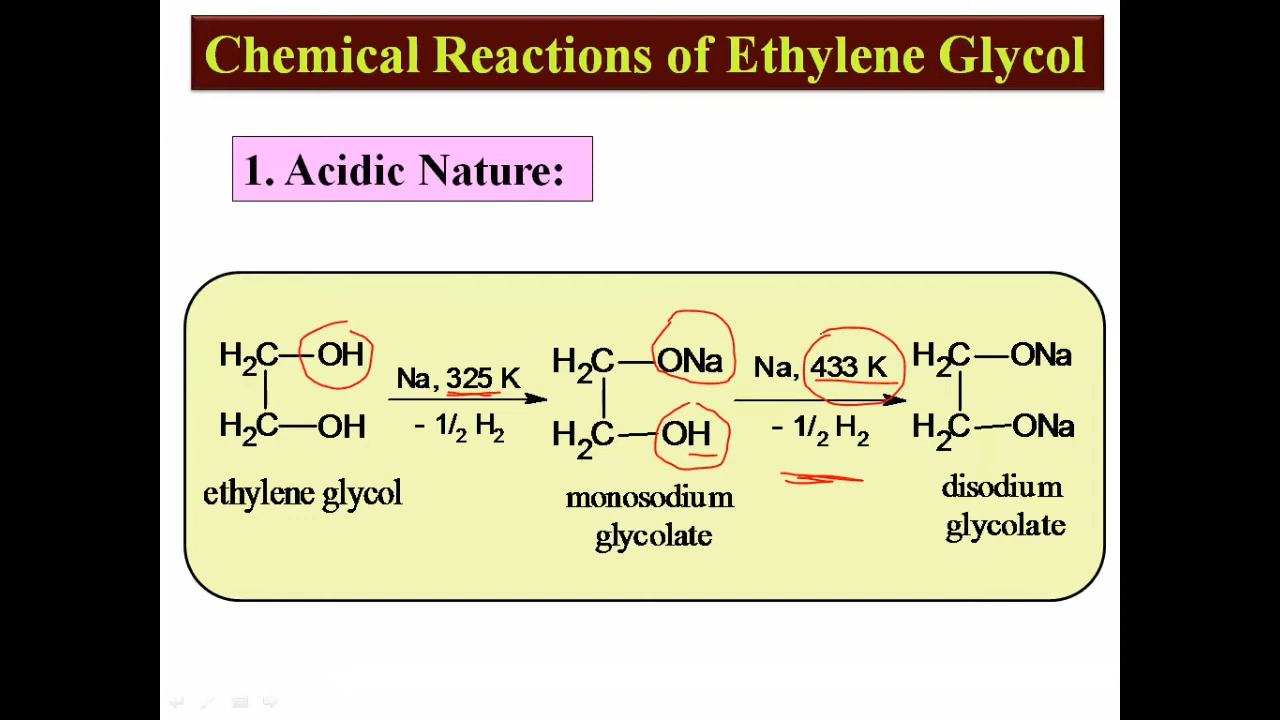 Chemical Reactions of Ethylene Glycol
1. Acidic Nature:
H2C—OH
H2C—OH
ethylene glycol
Na, 325 K
- 1/2 H2
H2C—ONa
H2C—OH
monosodium
glycolate
Na, 433 K
- 1/2 H2
H2C—ONa
H2C—ONa
disodium
glycolate